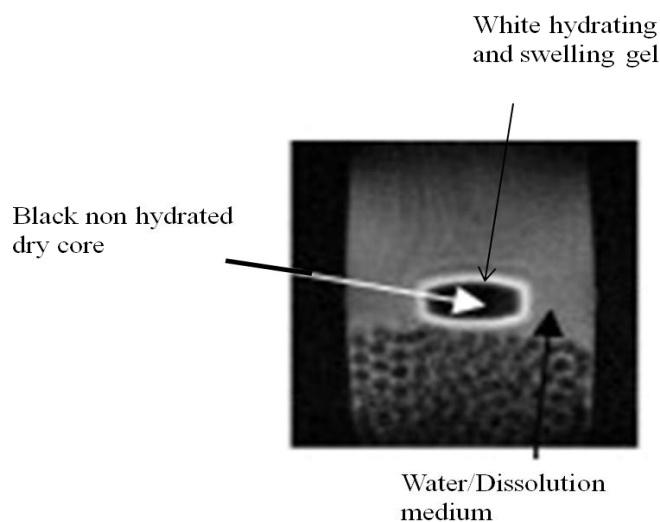 White hydrating
and swelling gel
Black non hydrated
dry core
Water/Dissolution
medium